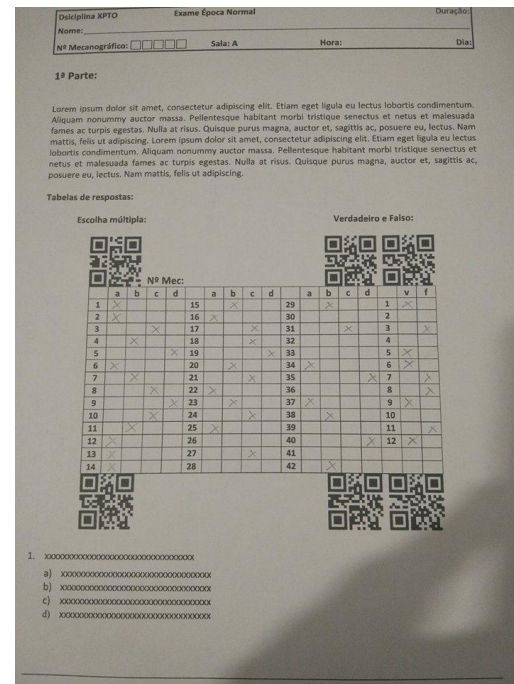 Dsiciplina XPTO Exame Época Normal Duração:
Nome:
Nº Mecanográfico: Sala: A Hora: Dia:
1ª Parte:
Lorem ipsum dolor sit amet, consectetur adipiscing elit. Etiam eget ligula eu lectus lobortis condimentum.
Aliquam nonummy auctor massa. Pellentesque habitant morbi tristique senectus et netus et malesuada
fames ac turpis egestas. Nulla at risus. Quisque purus magna, auctor et, sagittis ac, posuere eu, lectus. Nam
mattis, felis ut adipiscing. Lorem ipsum dolor sit amet, consectetur adipiscing elit. Etiam eget ligula eu lectus
lobortis condimentum. Aliquam nonummy auctor massa. Pellentesque habitant morbi tristique senectus et
netus et malesuada fames ac turpis egestas. Nulla at risus. Quisque purus magna, auctor et, sagittis ac,
posuere eu, lectus. Nam mattis, felis ut adipiscing.
Tabelas de respostas:
Escolha múltipla: Verdadeiro e Falso:
Nº Mec:
a b c d a b c d a b c d v f
1 X 15 X 29 X 1 X
2 X 16 X 30 2
3 X 17 X 31 X 3 X
4 X 18 X 32 4
5 X 19 X 33 5 X
6 X 20 X 34 X 6 X
7 X 21 X 35 X 7 X
8 X 22 X 36 8 X
9 X 23 X 37 X 9 X
10 X 24 X 38 X 10
11 X 25 X 39 11 X
12 X 26 40 X 12 X
13 X 27 X 41
14 X 28 42 X
1. xxxxxxxxxxxxxxxxxxxxxxxxxxxxxxxxxx
a) xxxxxxxxxxxxxxxxxxxxxxxxxxxxxxxxxx
b) xxxxxxxxxxxxxxxxxxxxxxxxxxxxxxxxxx
c) xxxxxxxxxxxxxxxxxxxxxxxxxxxxxxxxxx
d) xxxxxxxxxxxxxxxxxxxxxxxxxxxxxxxxxx